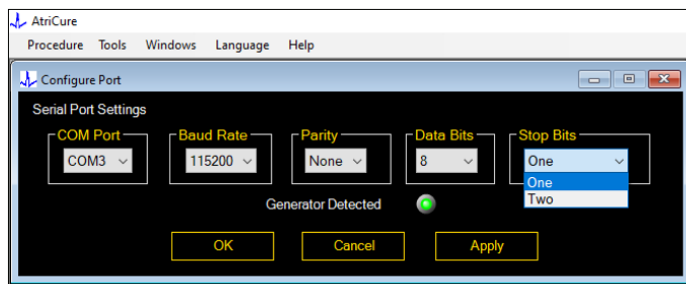 AtriCure
Procedure Tools Windows Language Help
Configure Port
Serial Port Settings
COM Port Baud Rate Parity Data Bits Stop Bits
COM3 115200 None 8 One
One
Two
Generator Detected
OK Cancel Apply